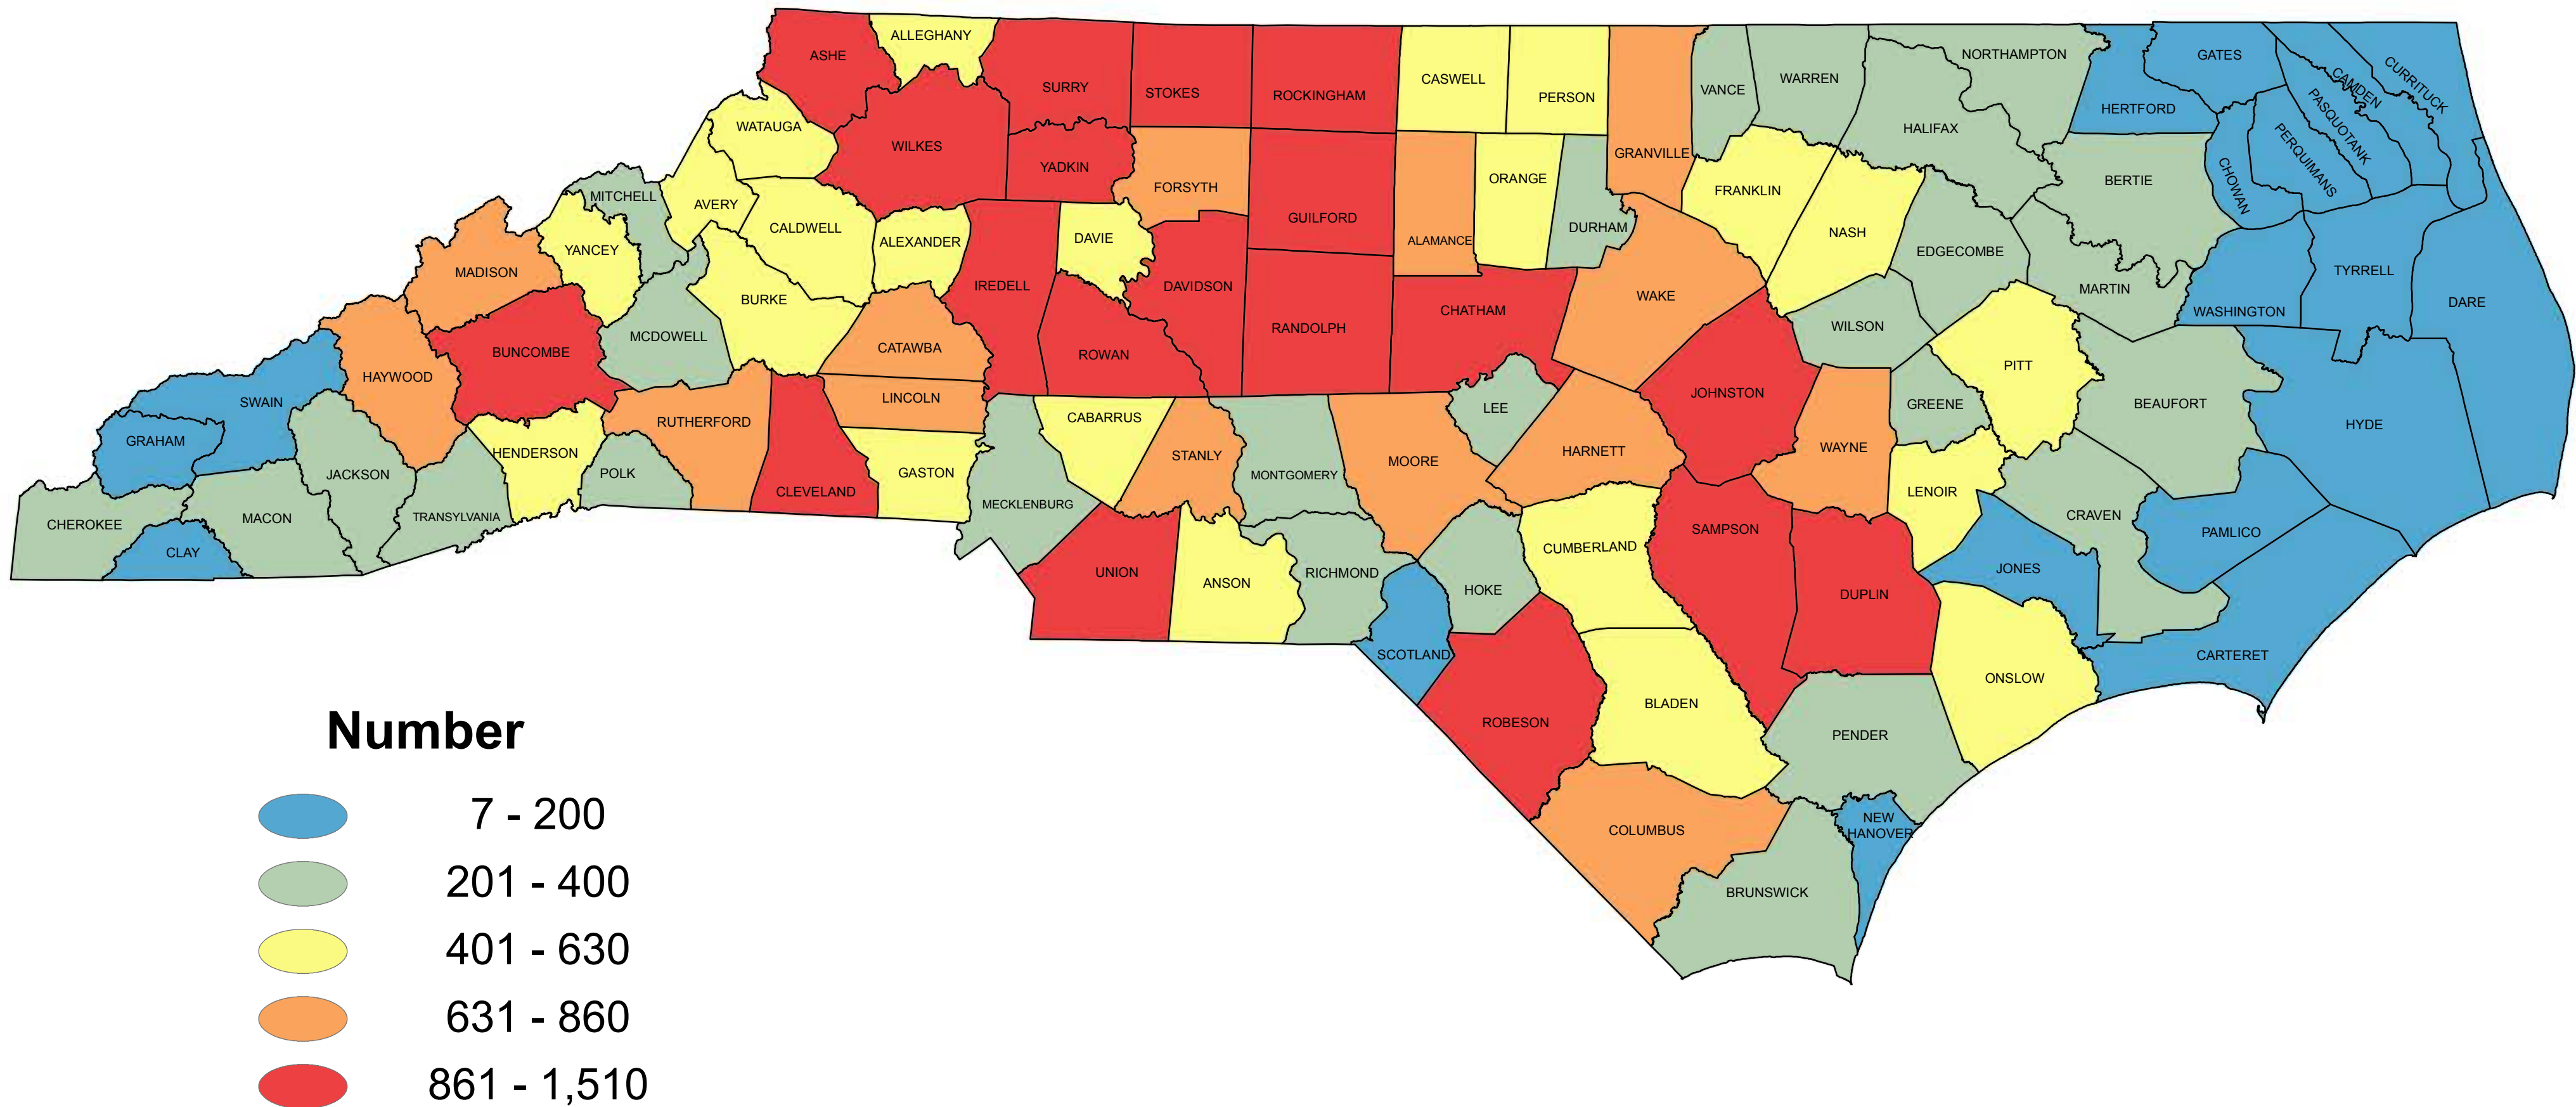 ALLEGHANY
ASHE
SURRY
STOKES
ROCKINGHAM
CASWELL
PERSON
VANCE
WARREN
NORTHAMPTON
GATES
CAMDEN
CURRITUCK
HERTFORD
PASQUOTANK
PERQUIMANS
WATAUGA
WILKES
YADKIN
FORSYTH
GUILFORD
ALAMANCE
ORANGE
DURHAM
GRANVILLE
FRANKLIN
HALIFAX
BERTIE
CHOWAN
MITCHELL
AVERY
CALDWELL
ALEXANDER
DAVIE
NASH
EDGECOMBE
MADISON
YANCEY
BURKE
IREDELL
DAVIDSON
RANDOLPH
CHATHAM
WAKE
WILSON
MARTIN
WASHINGTON
TYRRELL
DARE
BUNCOMBE
MCDOWELL
CATAWBA
ROWAN
PITT
HAYWOOD
SWAIN
RUTHERFORD
LINCOLN
CABARRUS
LEE
JOHNSTON
GREENE
BEAUFORT
HYDE
GRAHAM
JACKSON
HENDERSON
POLK
CLEVELAND
GASTON
STANLY
MONTGOMERY
MOORE
HARNETT
WAYNE
LENOIR
CHEROKEE
MACON
TRANSYLVANIA
MECKLENBURG
CRAVEN
PAMLICO
CLAY
UNION
ANSON
RICHMOND
HOKE
CUMBERLAND
SAMPSON
DUPLIN
JONES
SCOTLAND
ROBESON
BLADEN
ONSLOW
CARTERET
PENDER
COLUMBUS
NEW
HANOVER
BRUNSWICK
Number
7 - 200
201 - 400
401 - 630
631 - 860
861 - 1,510